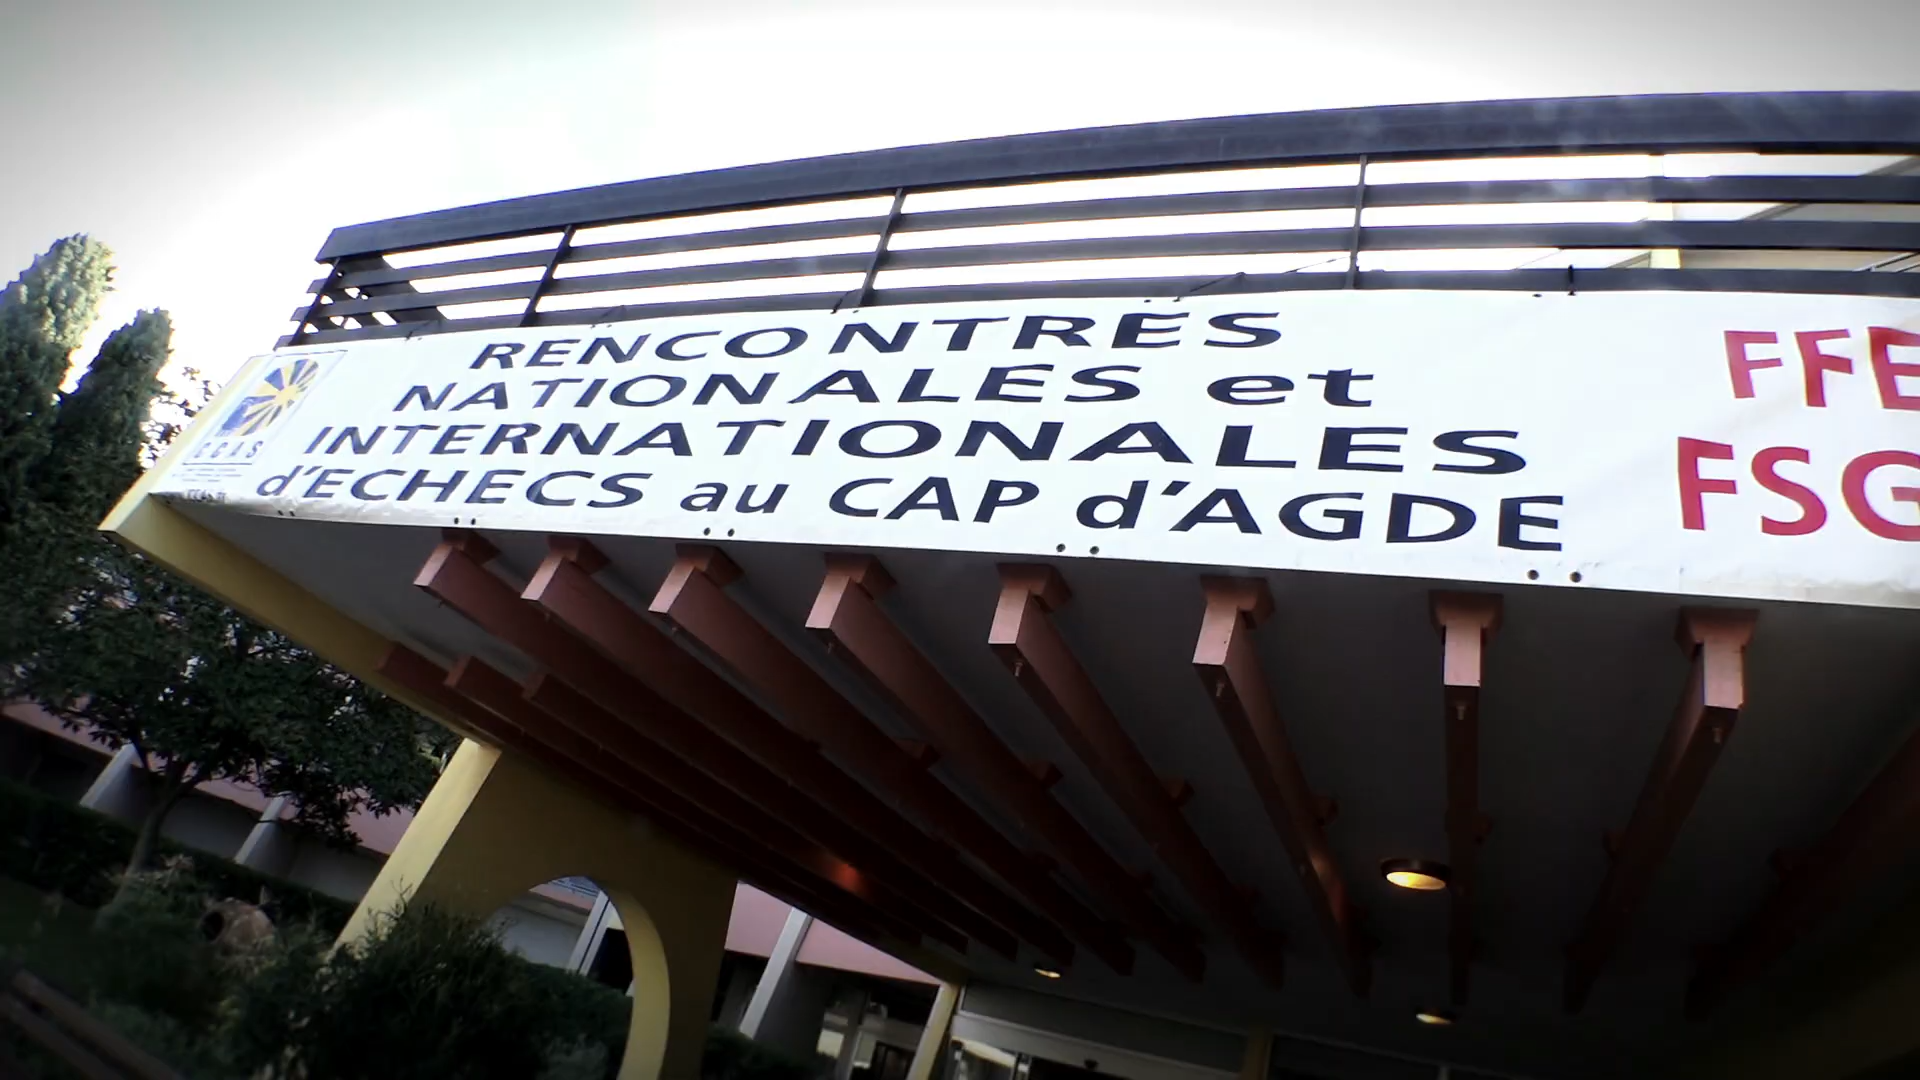 RENCONTRES
NATIONALES et
INTERNATIONALES
d'ECHECS au CAP d'AGDE
FFE
FSG
CCAS